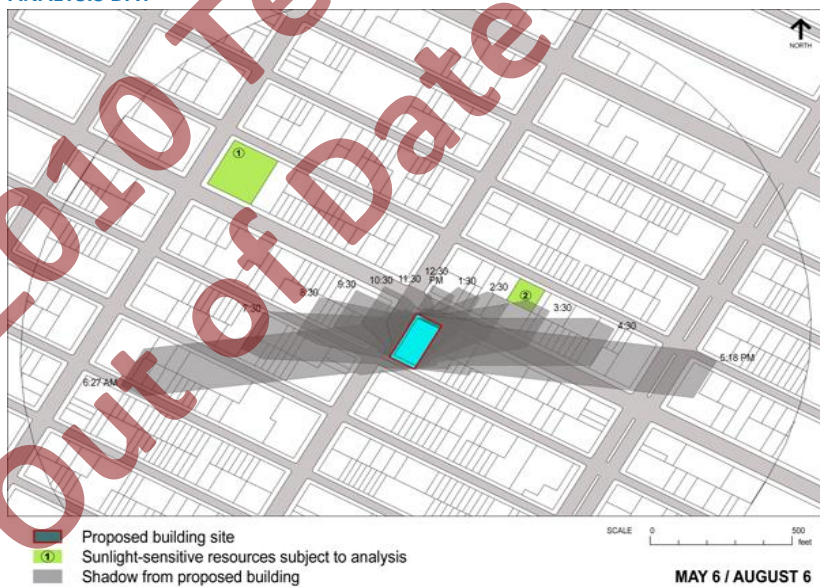 NORTH
1
2
6:27 AM
7:30
8:30
9:30
10:30
11:30
12:30
PM
1:30
2:30
3:30
4:30
5:18 PM
Out of Date
Proposed building site
1 Sunlight-sensitive resources subject to analysis
Shadow from proposed building
SCALE 0 500
feet
MAY 6 / AUGUST 6